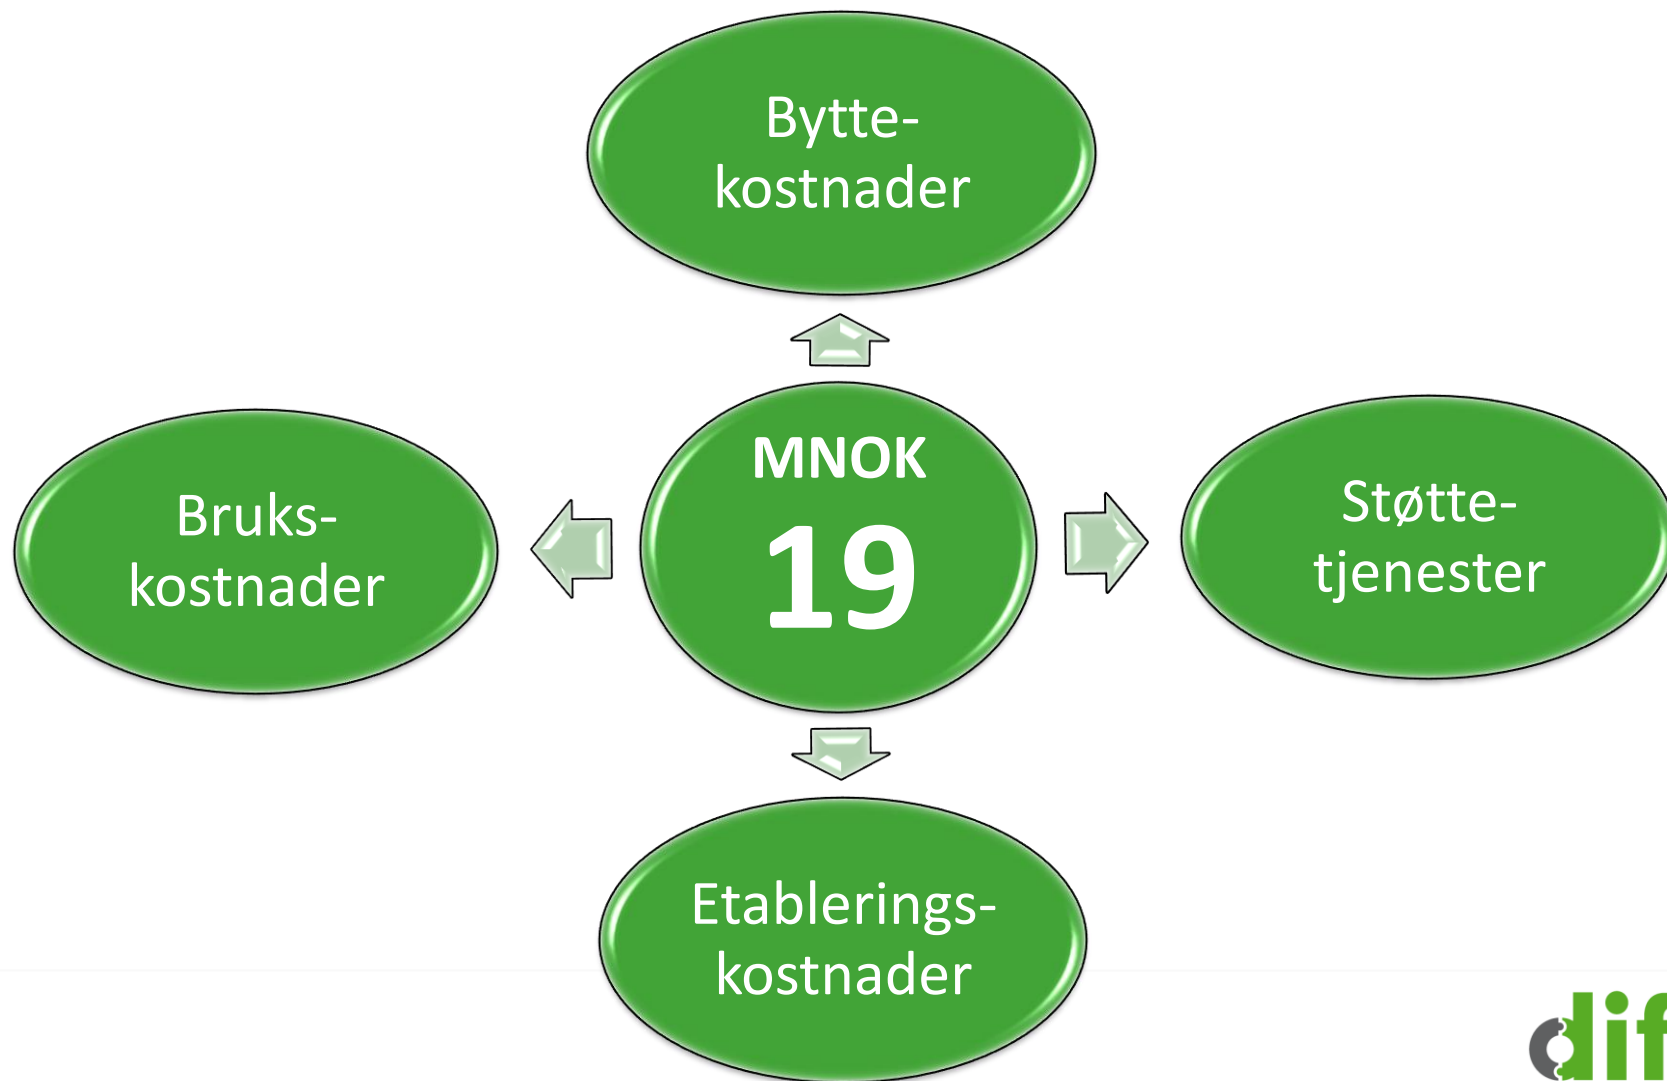 Bytte-
kostnader
Bruks-
kostnader
MNOK
19
Støtte-
tjenester
Etablerings-
kostnader
dif